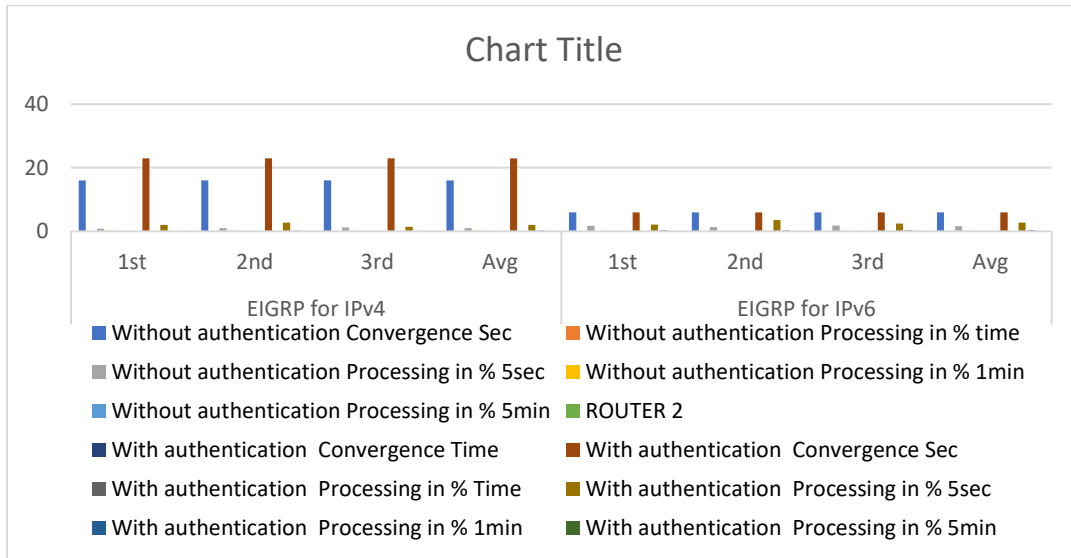 Chart Title
40
20
0
1st 2nd 3rd Avg 1st 2nd 3rd Avg
EIGRP for IPv4 EIGRP for IPv6
Without authentication Convergence Sec Without authentication Processing in % time
Without authentication Processing in % 5sec Without authentication Processing in % 1min
Without authentication Processing in % 5min ROUTER 2
With authentication  Convergence Time With authentication  Convergence Sec
With authentication  Processing in % Time With authentication  Processing in % 5sec
With authentication  Processing in % 1min With authentication  Processing in % 5min